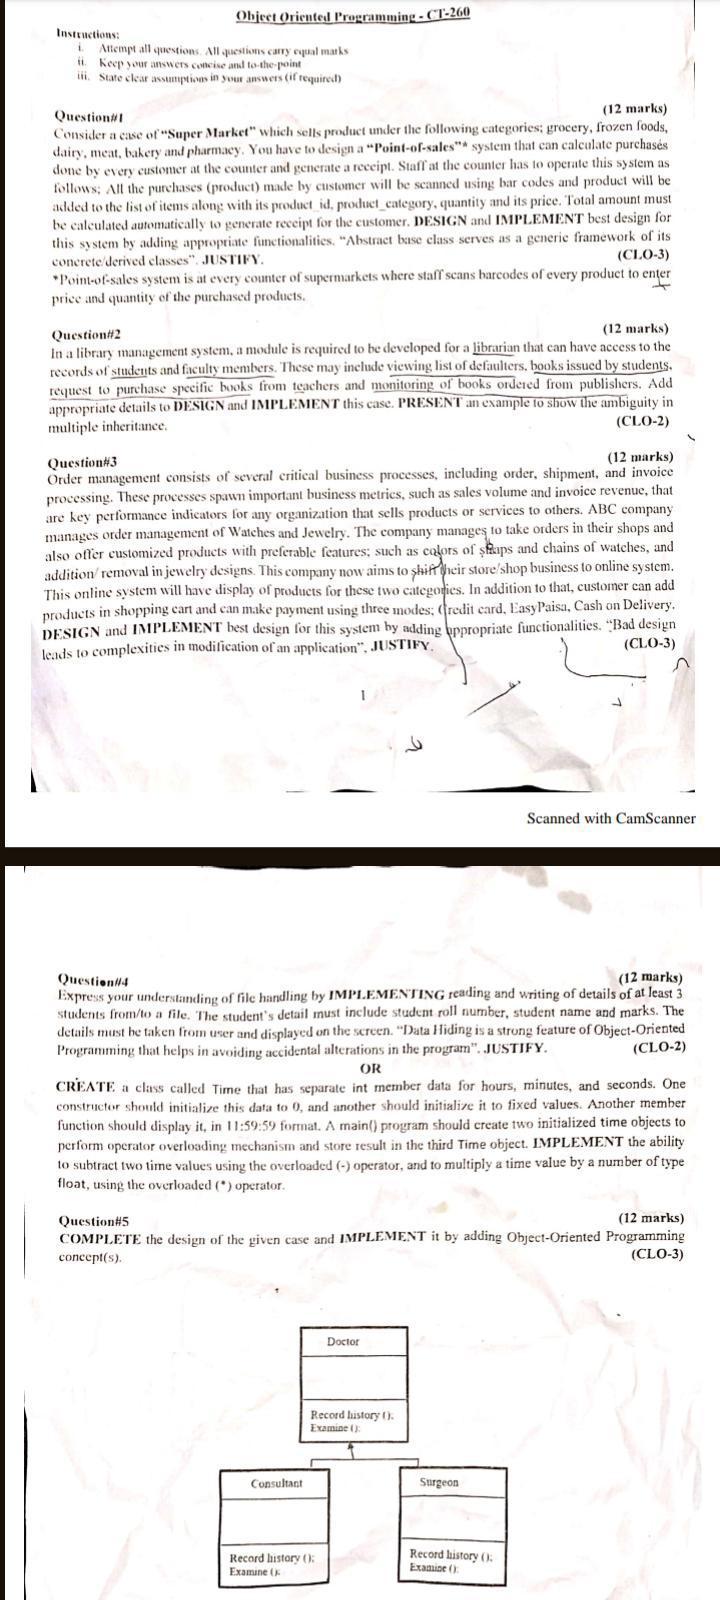 Object Oriented Programming - CT-260
Instructions:
i. Attempt all questions. All questions carry equal marks
ii. Keep your answers concise and to-the-point
iii. State clear assumptions in your answers (if required)
Question#1 (12 marks)
Consider a case of "Super Market" which sells product under the following categories; grocery, frozen foods,
dairy, meat, bakery and pharmacy. You have to design a "Point-of-sales"* system that can calculate purchases
done by every customer at the counter and generate a receipt. Staff at the counter has to operate this system as
follows; All the purchases (product) made by customer will be scanned using bar codes and product will be
added to the list of items along with its product_id, product_category, quantity and its price. Total amount must
be calculated automatically to generate receipt for the customer. DESIGN and IMPLEMENT best design for
this system by adding appropriate functionalities. "Abstract base class serves as a generic framework of its
concrete/derived classes". JUSTIFY. (CLO-3)
*Point-of-sales system is at every counter of supermarkets where staff scans barcodes of every product to enter
price and quantity of the purchased products.
Question#2 (12 marks)
In a library management system, a module is required to be developed for a librarian that can have access to the
records of students and faculty members. These may include viewing list of defaulters, books issued by students,
request to purchase specific books from teachers and monitoring of books ordered from publishers. Add
appropriate details to DESIGN and IMPLEMENT this case. PRESENT an example to show the ambiguity in
multiple inheritance. (CLO-2)
Question#3 (12 marks)
Order management consists of several critical business processes, including order, shipment, and invoice
processing. These processes spawn important business metrics, such as sales volume and invoice revenue, that
are key performance indicators for any organization that sells products or services to others. ABC company
manages order management of Watches and Jewelry. The company manages to take orders in their shops and
also offer customized products with preferable features; such as colors of straps and chains of watches, and
addition/ removal in jewelry designs. This company now aims to shift their store/shop business to online system.
This online system will have display of products for these two categories. In addition to that, customer can add
products in shopping cart and can make payment using three modes; Credit card, EasyPaisa, Cash on Delivery.
DESIGN and IMPLEMENT best design for this system by adding appropriate functionalities. "Bad design
leads to complexities in modification of an application", JUSTIFY. (CLO-3)
Scanned with CamScanner
Question#4 (12 marks)
Express your understanding of file handling by IMPLEMENTING reading and writing of details of at least 3
students from/to a file. The student's detail must include student roll number, student name and marks. The
details must be taken from user and displayed on the screen. "Data Hiding is a strong feature of Object-Oriented
Programming that helps in avoiding accidental alterations in the program". JUSTIFY. (CLO-2)
OR
CREATE a class called Time that has separate int member data for hours, minutes, and seconds. One
constructor should initialize this data to 0, and another should initialize it to fixed values. Another member
function should display it, in 11:59:59 format. A main() program should create two initialized time objects to
perform operator overloading mechanism and store result in the third Time object. IMPLEMENT the ability
to subtract two time values using the overloaded (-) operator, and to multiply a time value by a number of type
float, using the overloaded (*) operator.
Question#5 (12 marks)
COMPLETE the design of the given case and IMPLEMENT it by adding Object-Oriented Programming
concept(s). (CLO-3)
Doctor
Record history ();
Examine ();
Consultant
Record history ();
Examine ();
Surgeon
Record history ();
Examine ();